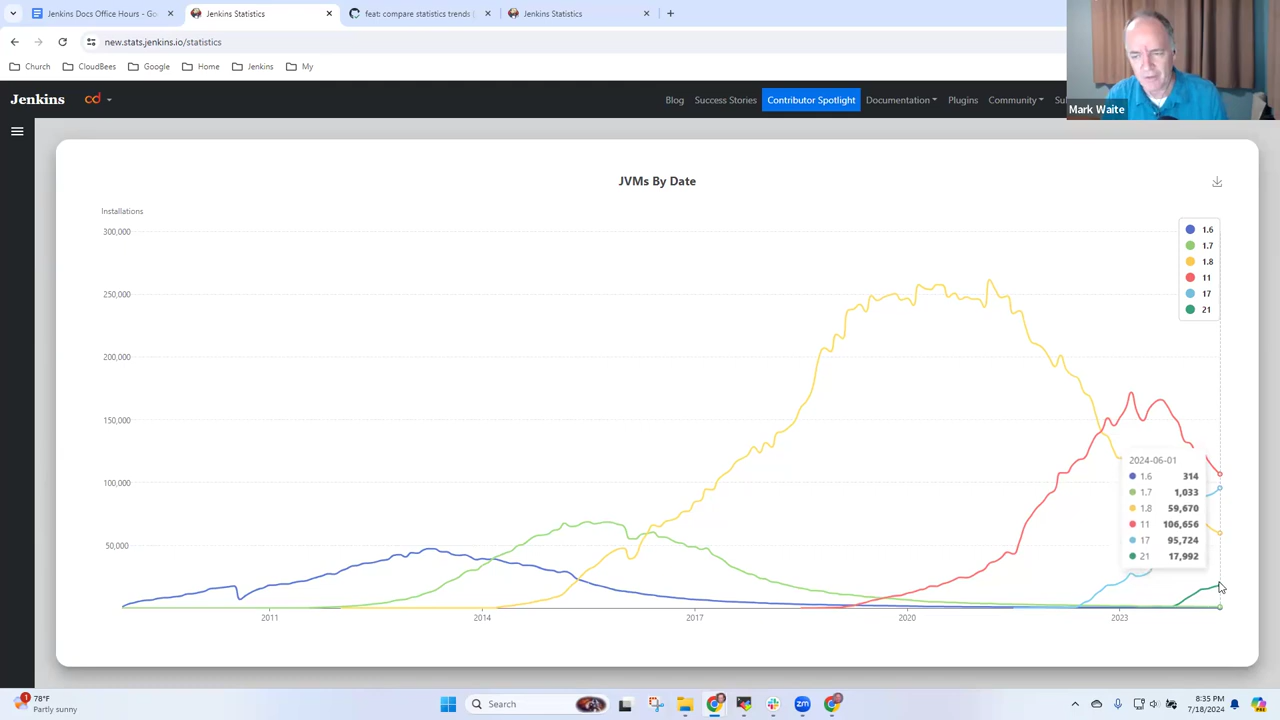 Jenkins Docs Office Hours - Go
Jenkins Statistics
feat: compare statistics trends
Jenkins Statistics
new.stats.jenkins.io/statistics
Church
CloudBees
Google
Home
Jenkins
My
Jenkins
cd
Blog
Success Stories
Contributor Spotlight
Documentation
Plugins
Community
Su
Mark Waite
JVMs By Date
Installations
300,000
250,000
200,000
150,000
100,000
50,000
2011
2014
2017
2020
2023
1.6
1.7
1.8
11
17
21
2024-06-01
1.6 314
1.7 1,033
1.8 59,670
11 106,656
17 95,724
21 17,992
1
78°F
Partly sunny
Search
zm
8:35 PM
7/18/2024